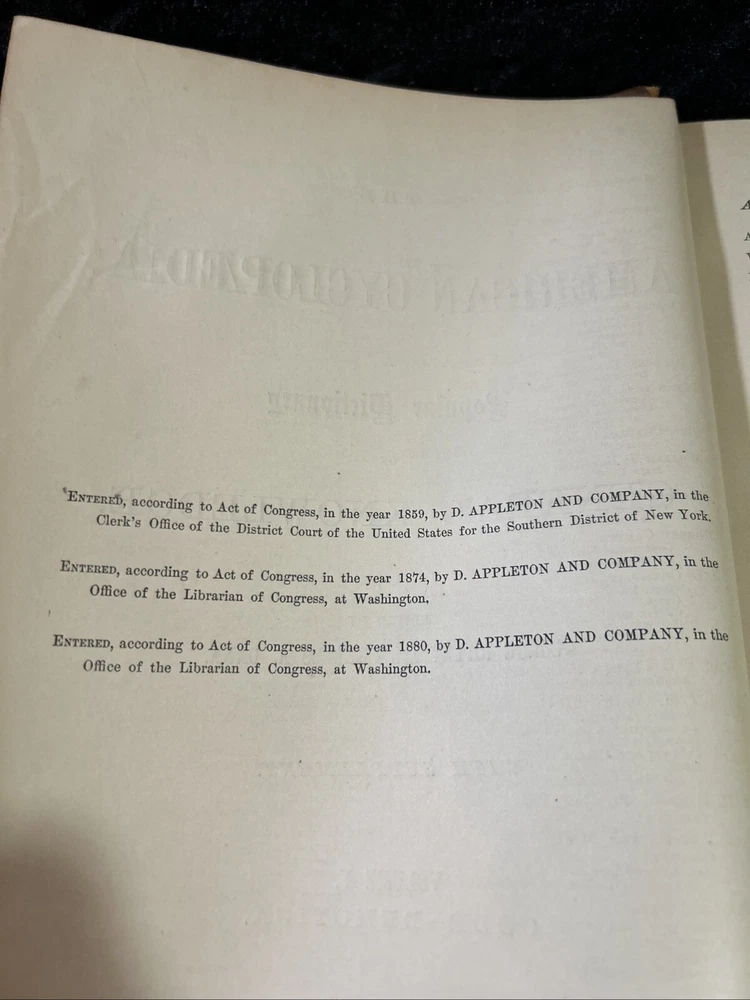 ENTERED, according to Act of Congress, in the year 1859, by D. APPLETON AND COMPANY, in the
Clerk's Office of the District Court of the United States for the Southern District of New York.
ENTERED, according to Act of Congress, in the year 1874, by D. APPLETON AND COMPANY, in the
Office of the Librarian of Congress, at Washington.
ENTERED, according to Act of Congress, in the year 1880, by D. APPLETON AND COMPANY, in the
Office of the Librarian of Congress, at Washington.